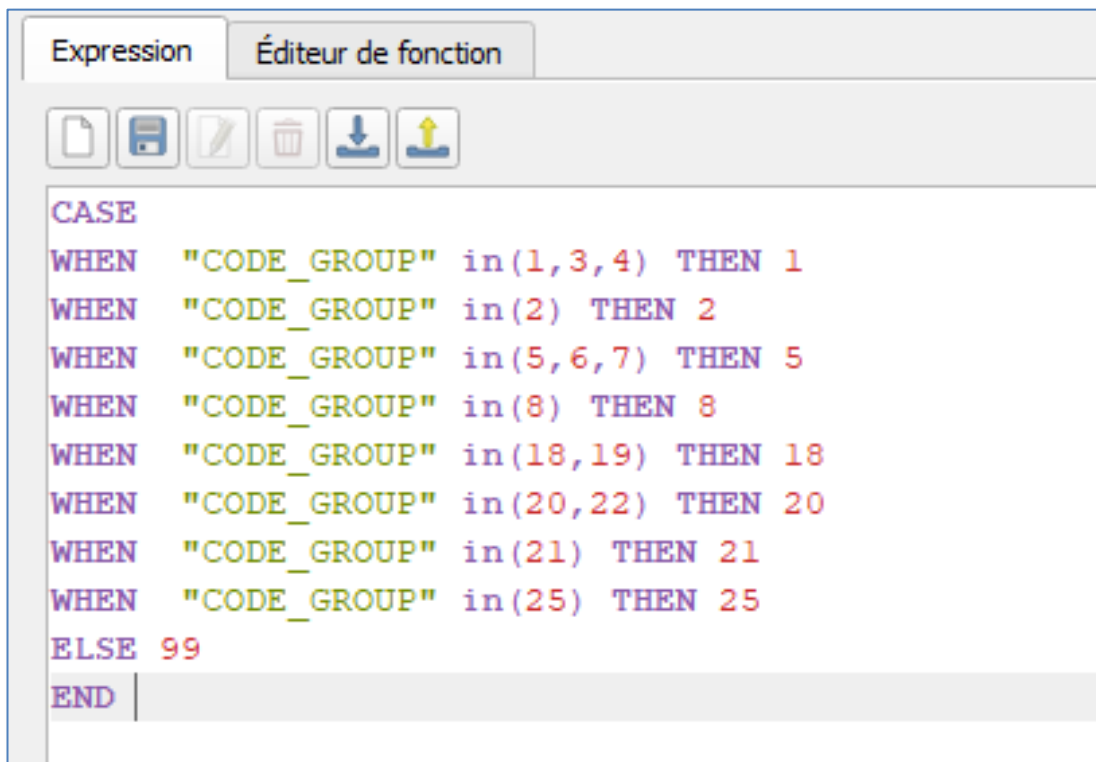 Expression
Éditeur de fonction
CASE
WHEN  "CODE_GROUP" in(1,3,4) THEN 1
WHEN  "CODE_GROUP" in(2) THEN 2
WHEN  "CODE_GROUP" in(5,6,7) THEN 5
WHEN  "CODE_GROUP" in(8) THEN 8
WHEN  "CODE_GROUP" in(18,19) THEN 18
WHEN  "CODE_GROUP" in(20,22) THEN 20
WHEN  "CODE_GROUP" in(21) THEN 21
WHEN  "CODE_GROUP" in(25) THEN 25
ELSE 99
END